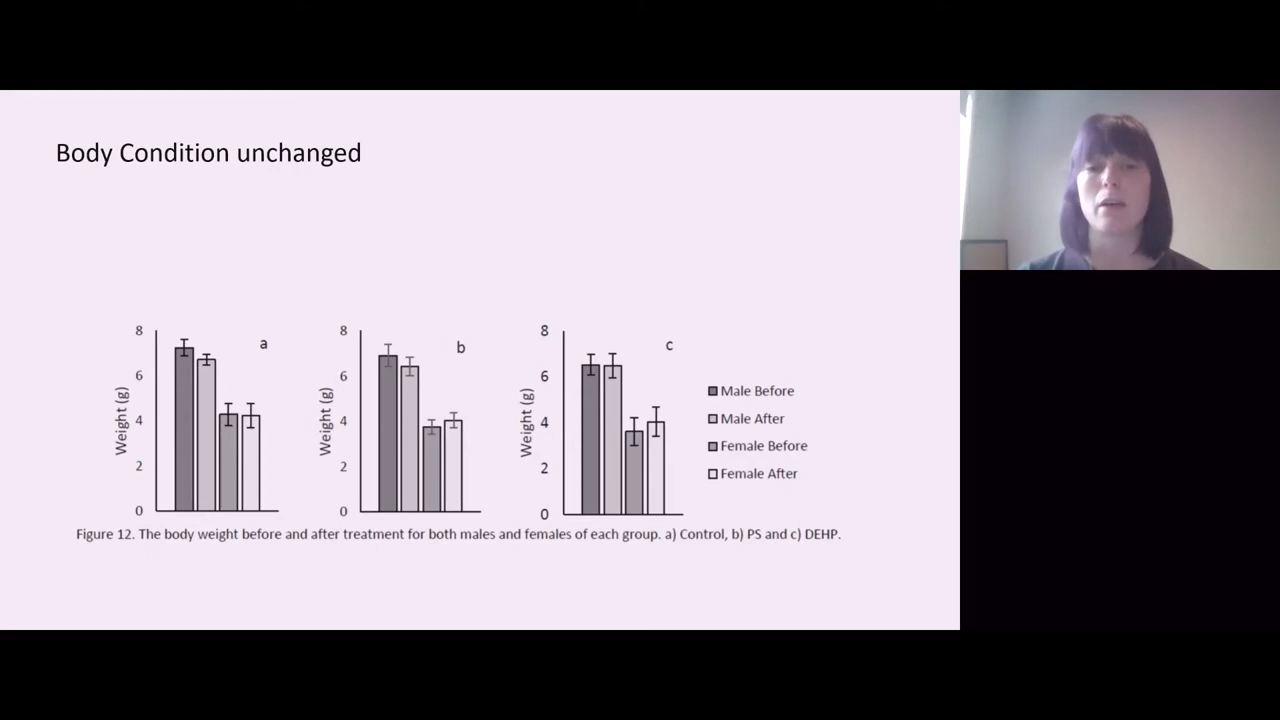 Body Condition unchanged
8
6
4
2
0
Weight (g)
a
8
6
4
2
0
Weight (g)
b
8
6
4
2
0
Weight (g)
c
Male Before
Male After
Female Before
Female After
Figure 12. The body weight before and after treatment for both males and females of each group. a) Control, b) PS and c) DEHP.